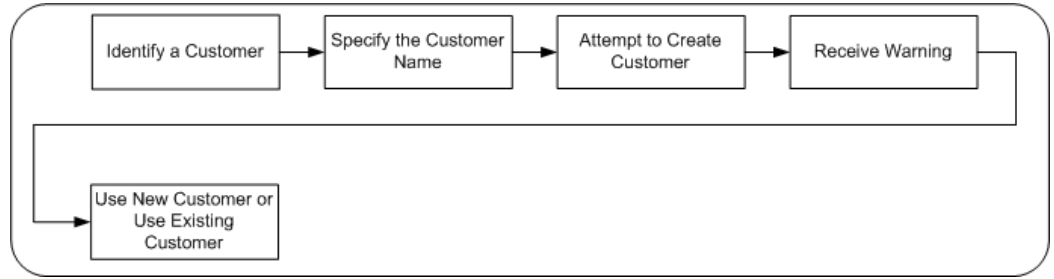 Identify a Customer
Specify the Customer
Name
Attempt to Create
Customer
Receive Warning
Use New Customer or
Use Existing
Customer